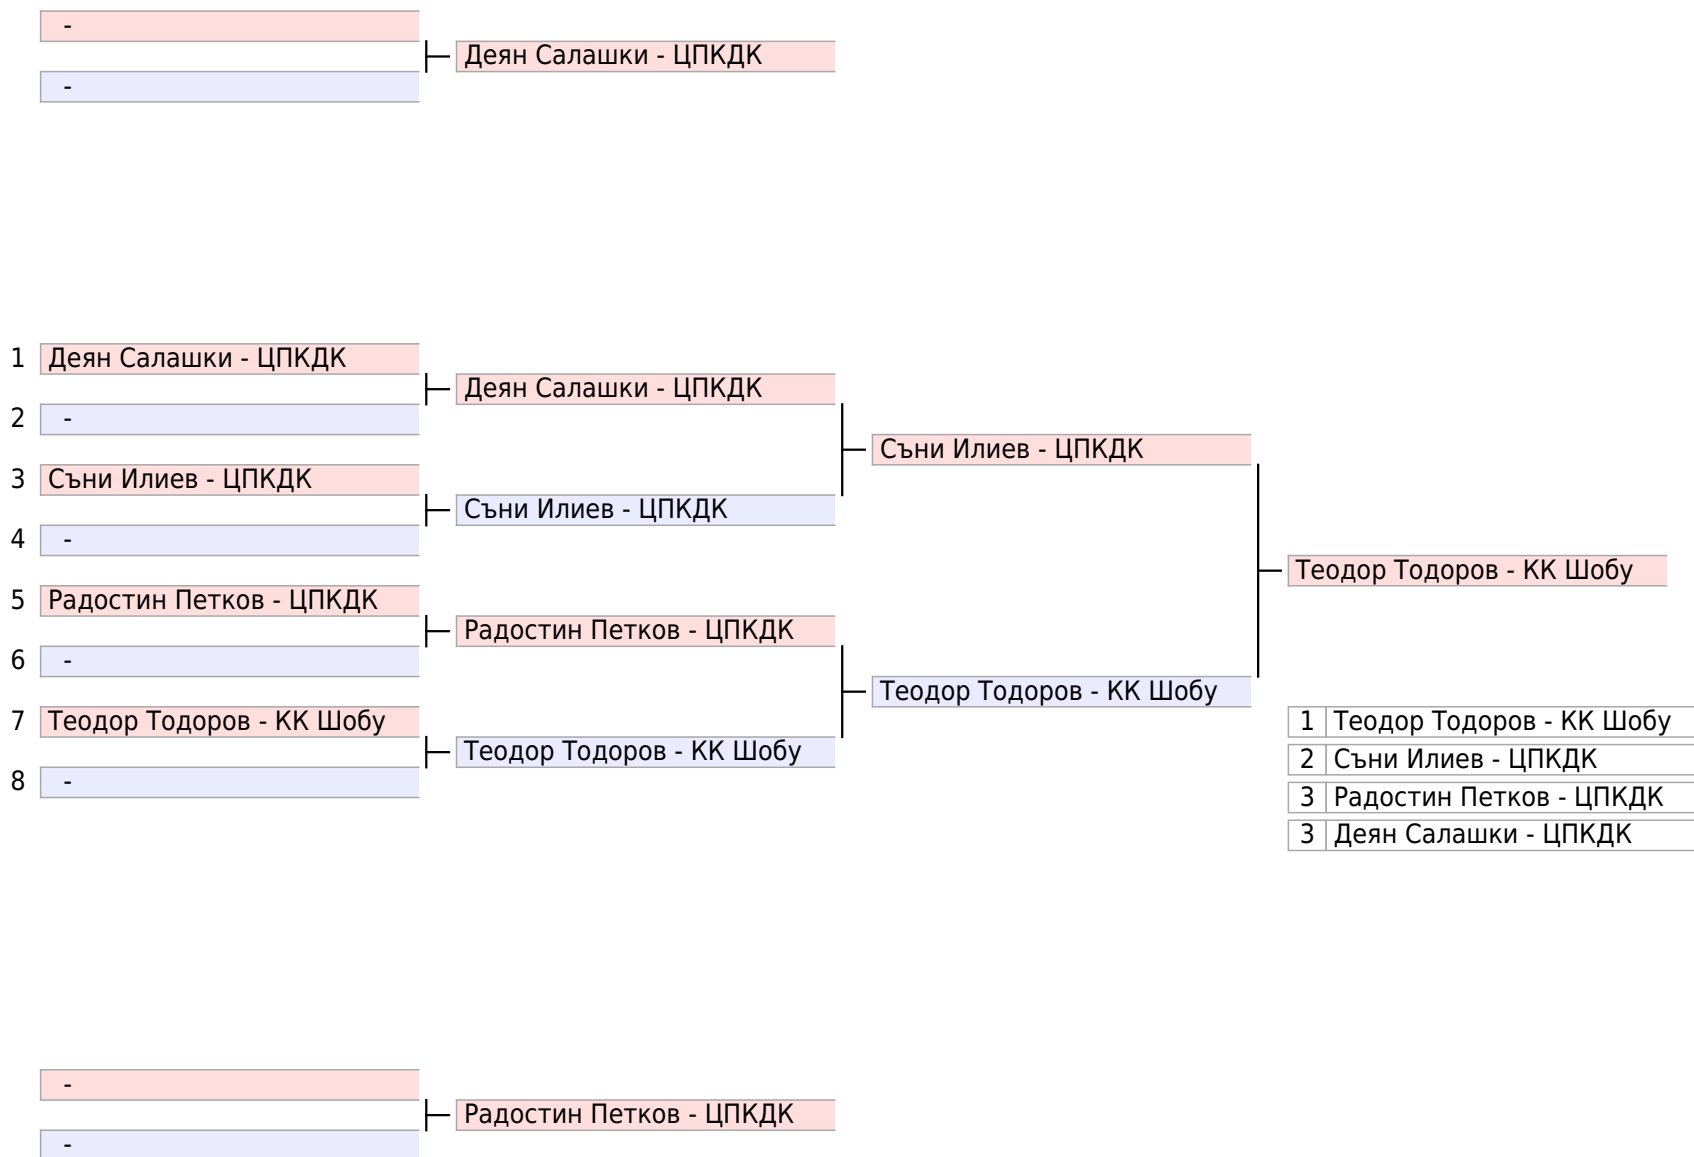 -
Деян Салашки - ЦПКДК
-
1 Деян Салашки - ЦПКДК
Деян Салашки - ЦПКДК
2 -
Съни Илиев - ЦПКДК
3 Съни Илиев - ЦПКДК
Съни Илиев - ЦПКДК
4 -
Теодор Тодоров - КК Шобу
5 Радостин Петков - ЦПКДК
Радостин Петков - ЦПКДК
6 -
Теодор Тодоров - КК Шобу
7 Теодор Тодоров - КК Шобу
Теодор Тодоров - КК Шобу
8 -
1 Теодор Тодоров - КК Шобу
2 Съни Илиев - ЦПКДК
3 Радостин Петков - ЦПКДК
3 Деян Салашки - ЦПКДК
-
Радостин Петков - ЦПКДК
-